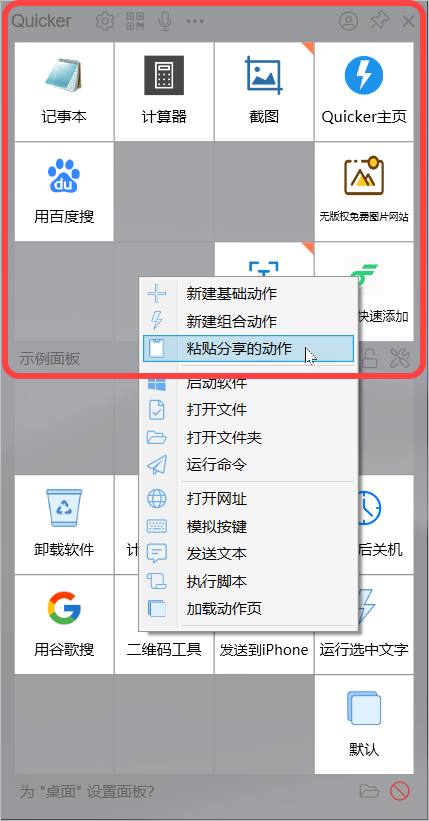 Quicker
记事本
计算器
截图
Quicker主页
du
用百度搜
无版权免费图片网站
快速添加
新建基础动作
新建组合动作
粘贴分享的动作
示例面板
启动软件
打开文件
打开文件夹
运行命令
打开网址
模拟按键
发送文本
执行脚本
加载动作页
卸载软件
计
后关机
用谷歌搜
二维码工具
发送到iPhone
运行选中文字
默认
为 "桌面" 设置面板?